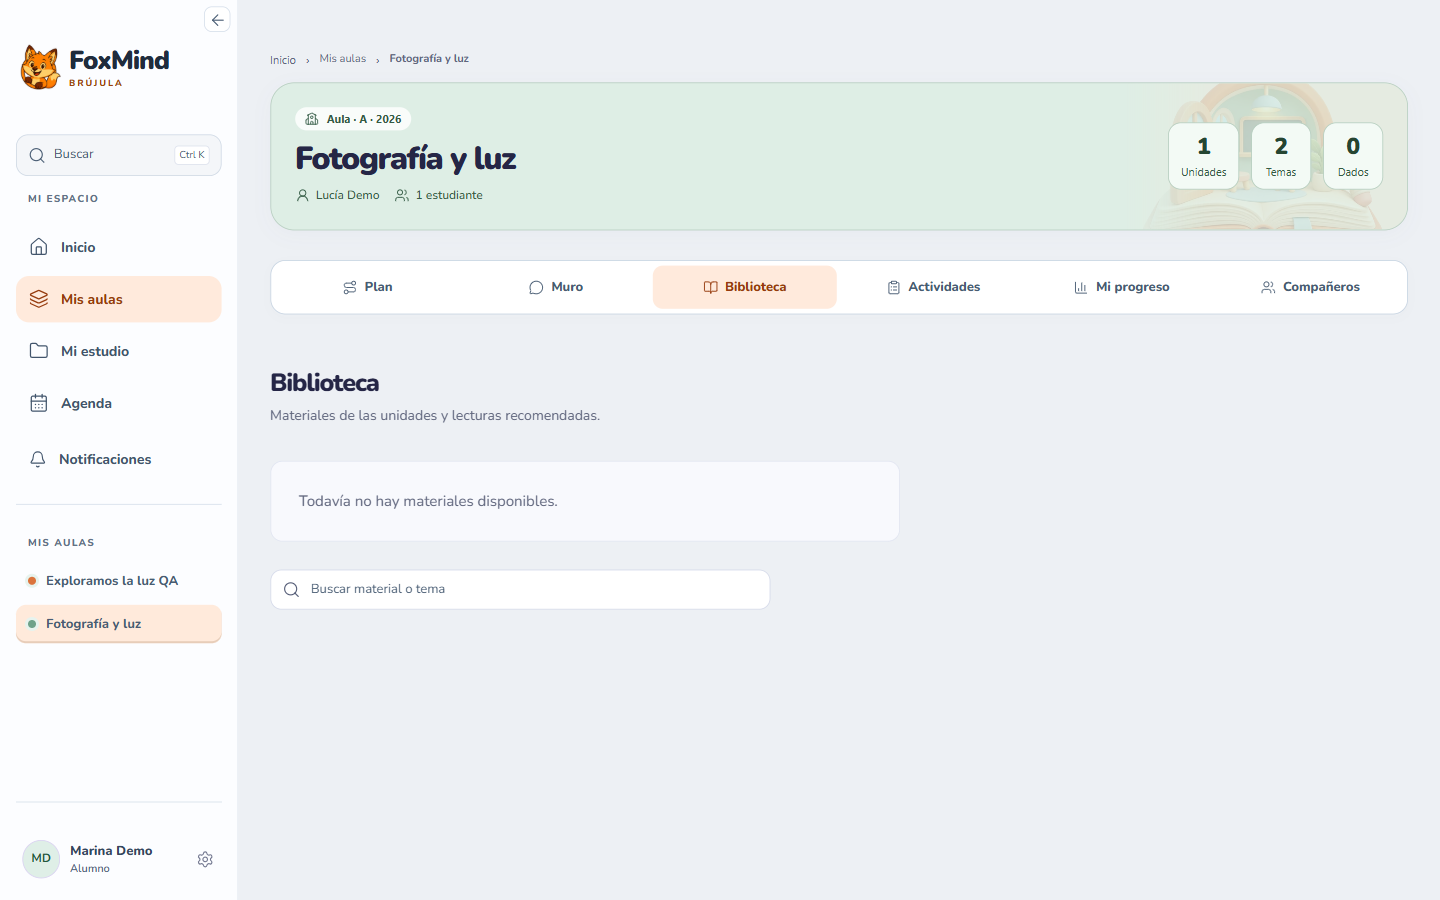 FoxMind
BRÚJULA
Buscar
Ctrl K
MI ESPACIO
Inicio
Mis aulas
Mi estudio
Agenda
Notificaciones
MIS AULAS
Exploramos la luz QA
Fotografía y luz
MD
Marina Demo
Alumno
Inicio › Mis aulas › Fotografía y luz
Aula · A · 2026
Fotografía y luz
Lucía Demo 1 estudiante
1
Unidades
2
Temas
0
Dados
Plan
Muro
Biblioteca
Actividades
Mi progreso
Compañeros
Biblioteca
Materiales de las unidades y lecturas recomendadas.
Todavía no hay materiales disponibles.
Buscar material o tema